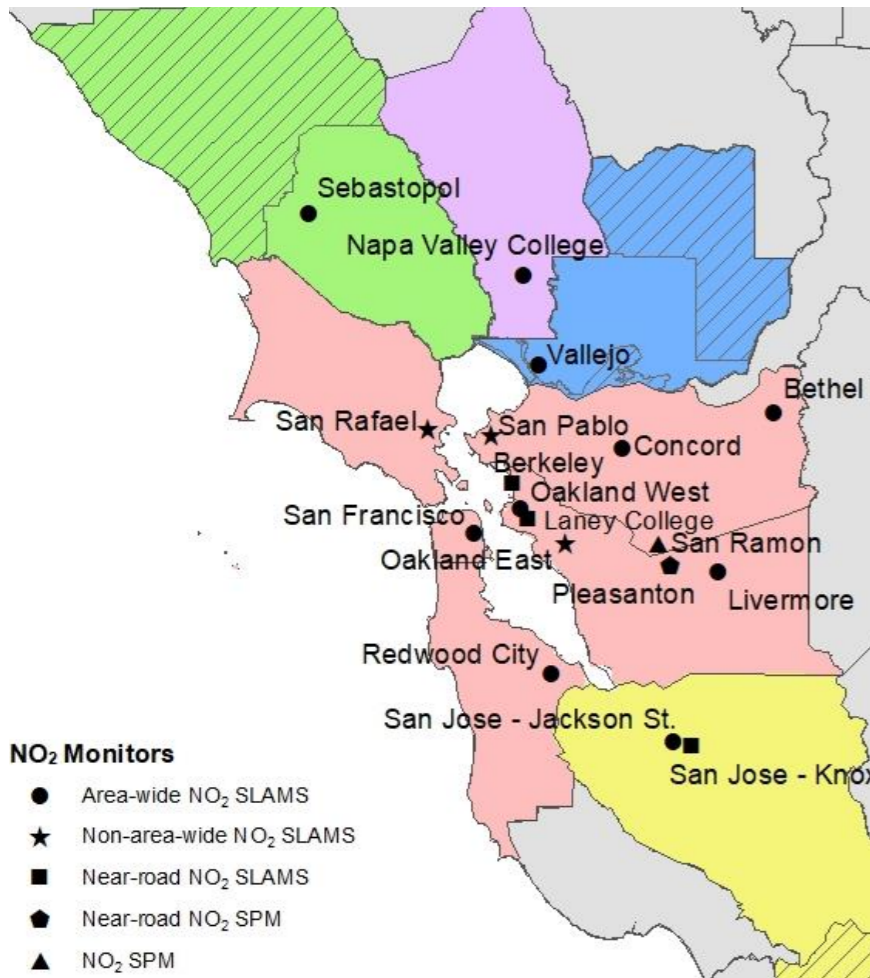 Sebastopol
Napa Valley College
Vallejo
Bethel
San Rafael
San Pablo
Concord
Berkeley
Oakland West
San Francisco
Laney College
Oakland East
San Ramon
Pleasanton
Livermore
Redwood City
San Jose - Jackson St.
San Jose - Knox
NO₂ Monitors
Area-wide NO₂ SLAMS
Non-area-wide NO₂ SLAMS
Near-road NO₂ SLAMS
Near-road NO₂ SPM
NO₂ SPM